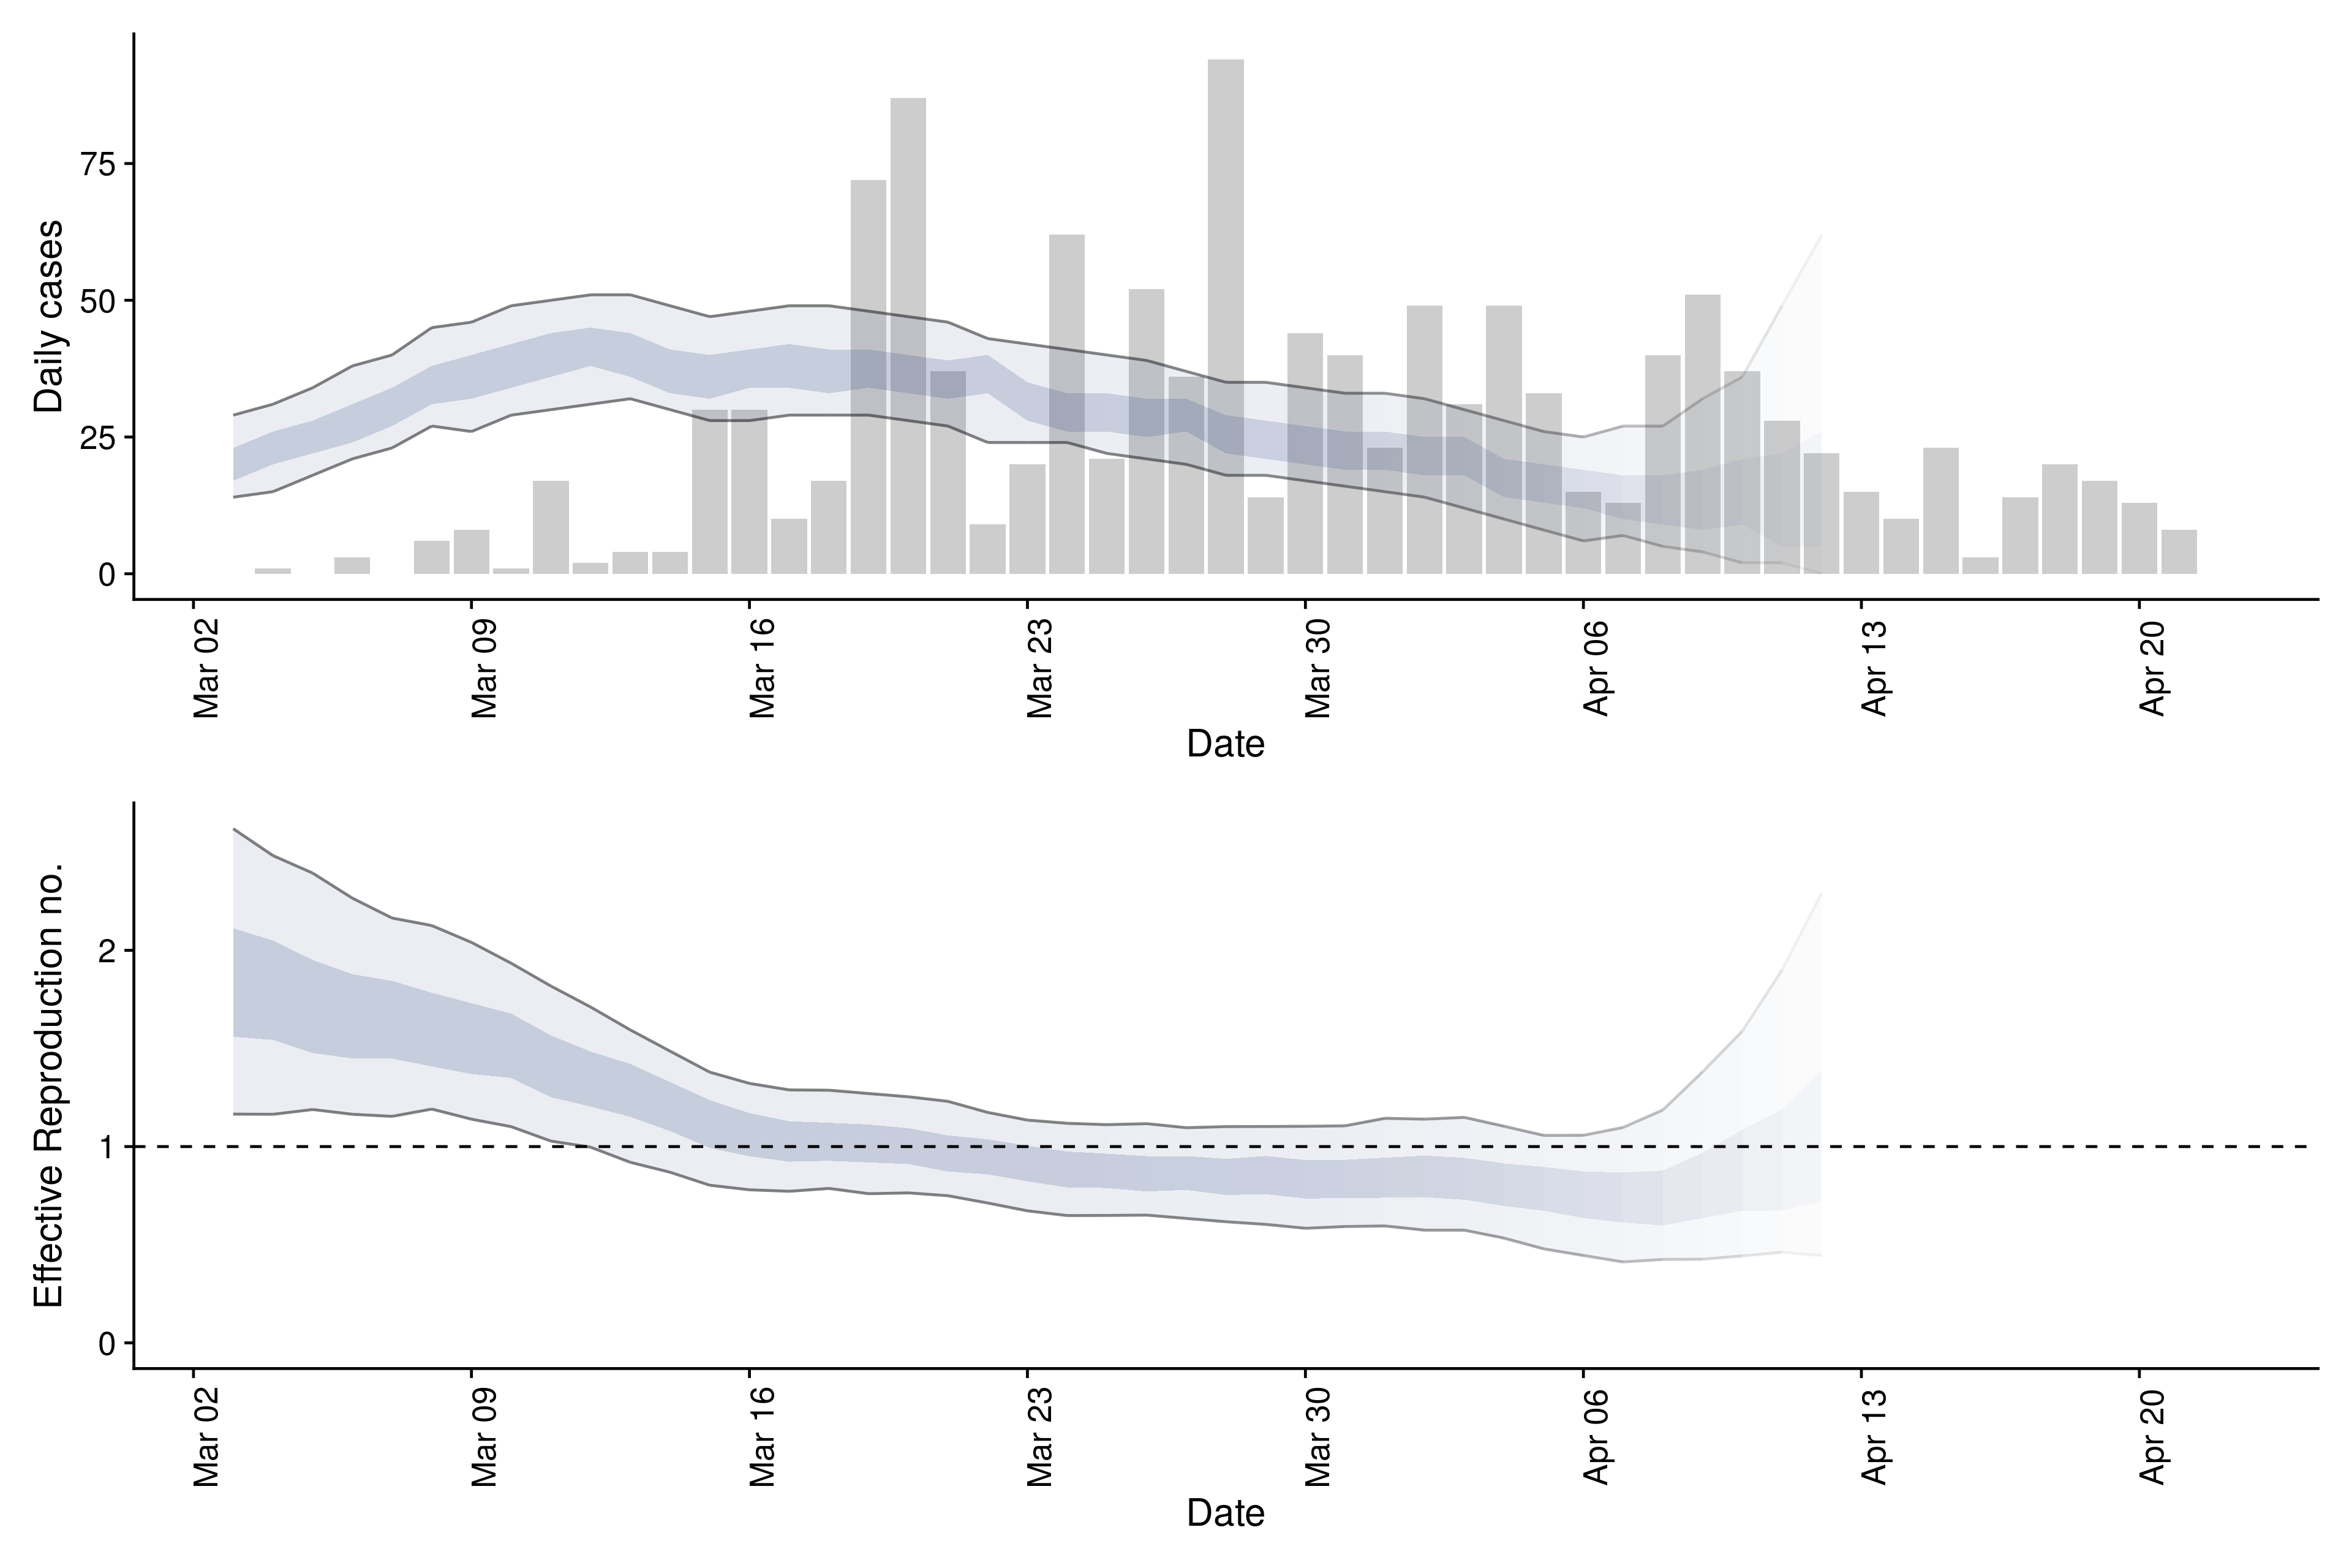 Daily cases
75
50
25
0
Mar 02
Mar 09
Mar 16
Mar 23
Mar 30
Apr 06
Apr 13
Apr 20
Date
Effective Reproduction no.
2
1
0
Mar 02
Mar 09
Mar 16
Mar 23
Mar 30
Apr 06
Apr 13
Apr 20
Date